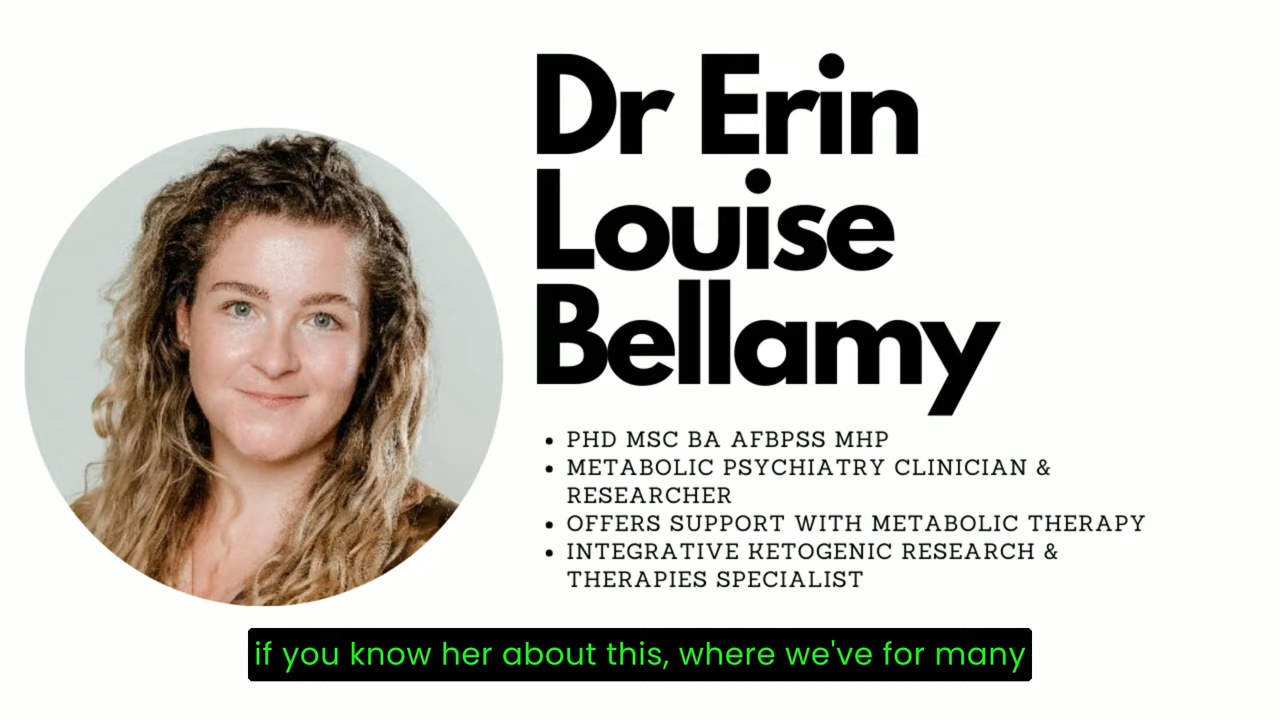 Dr Erin
Louise
Bellamy
• PHD MSC BA AFBPSS MHP
• METABOLIC PSYCHIATRY CLINICIAN &
RESEARCHER
• OFFERS SUPPORT WITH METABOLIC THERAPY
• INTEGRATIVE KETOGENIC RESEARCH &
THERAPIES SPECIALIST
if you know her about this, where we've for many